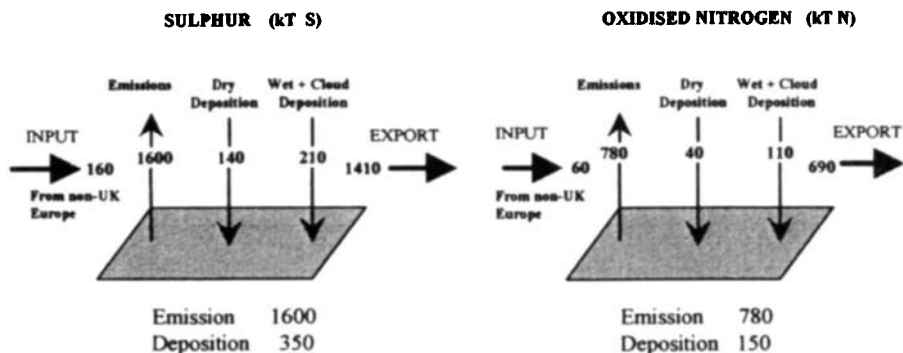 SULPHUR (kT S)
Emissions
Dry
Deposition
Wet + Cloud
Deposition
INPUT
EXPORT
160
1600
140
210
1410
From non-UK
Europe
Emission 1600
Deposition 350
OXIDISED NITROGEN (kT N)
Emissions
Dry
Deposition
Wet + Cloud
Deposition
INPUT
EXPORT
60
780
40
110
690
From non-UK
Europe
Emission 780
Deposition 150